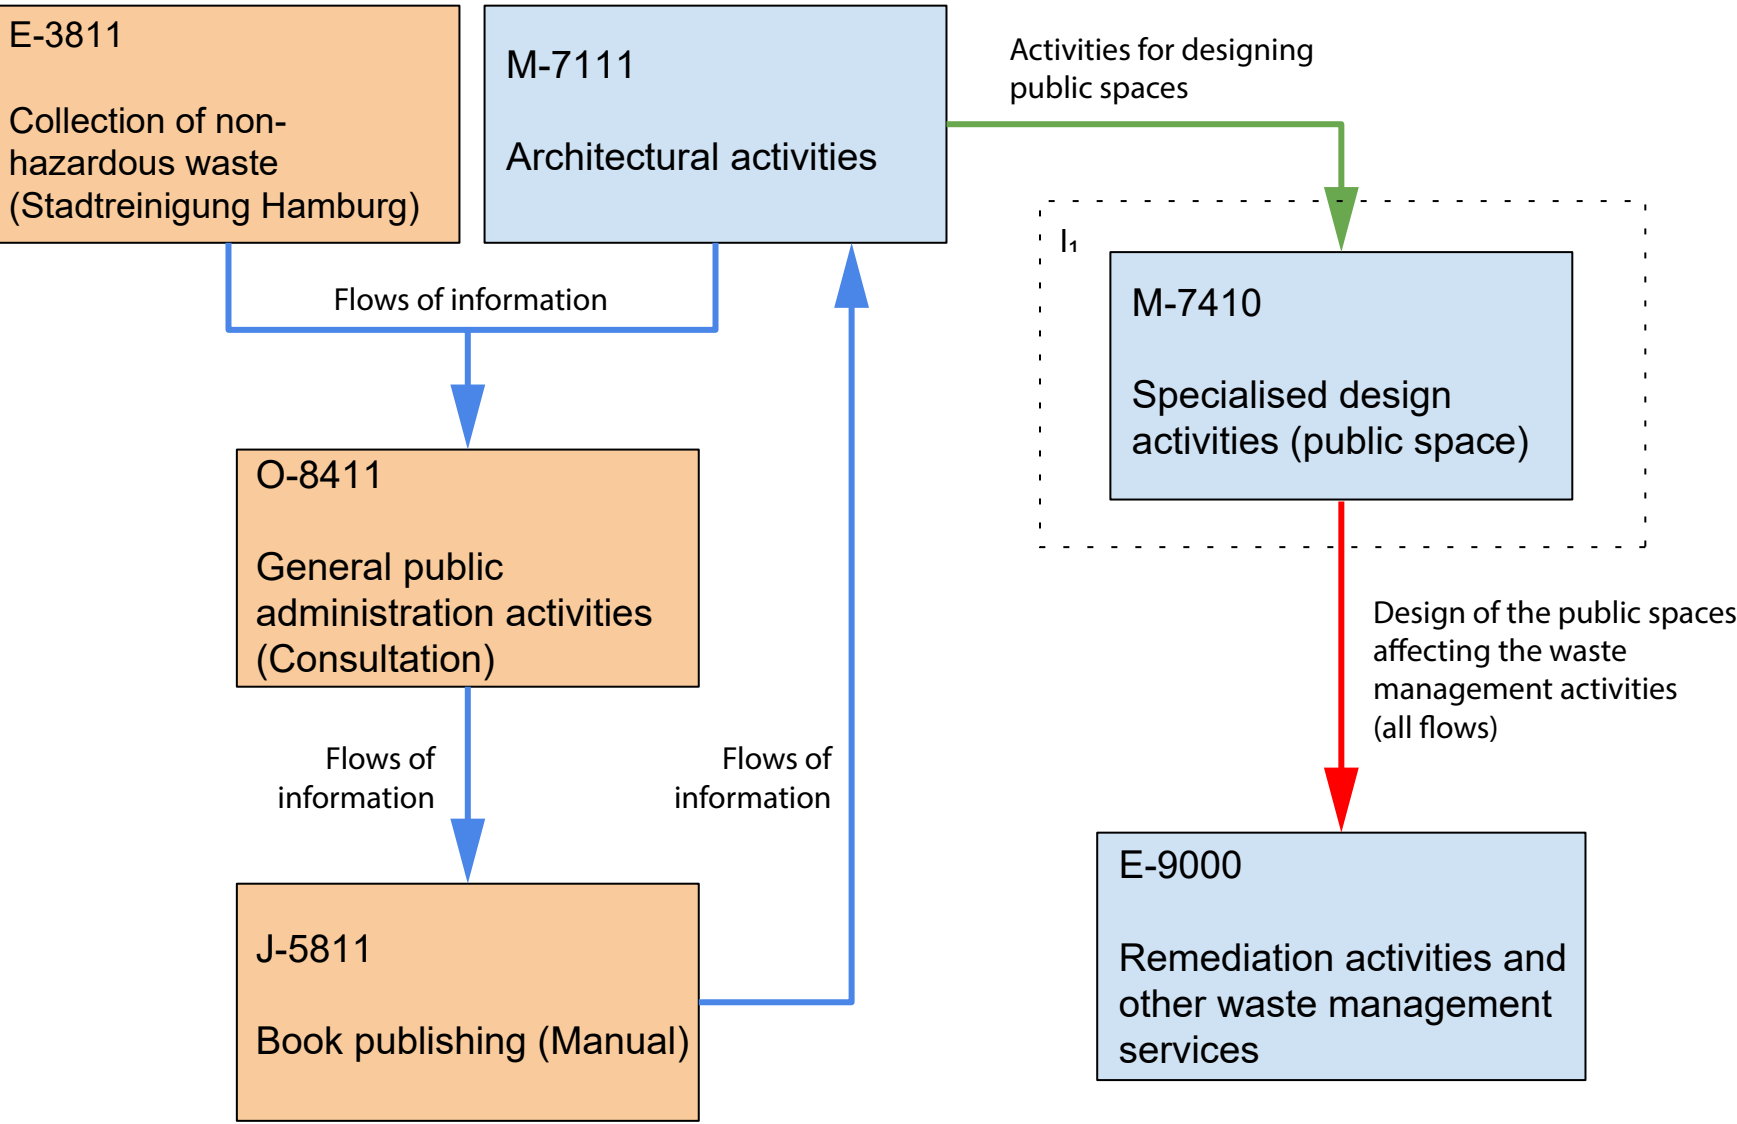 E-3811
Collection of non-
hazardous waste
(Stadtreinigung Hamburg)
M-7111
Architectural activities
Activities for designing
public spaces
Flows of information
I₁
M-7410
Specialised design
activities (public space)
O-8411
General public
administration activities
(Consultation)
Design of the public spaces
affecting the waste
management activities
(all flows)
Flows of
information
Flows of
information
J-5811
Book publishing (Manual)
E-9000
Remediation activities and
other waste management
services